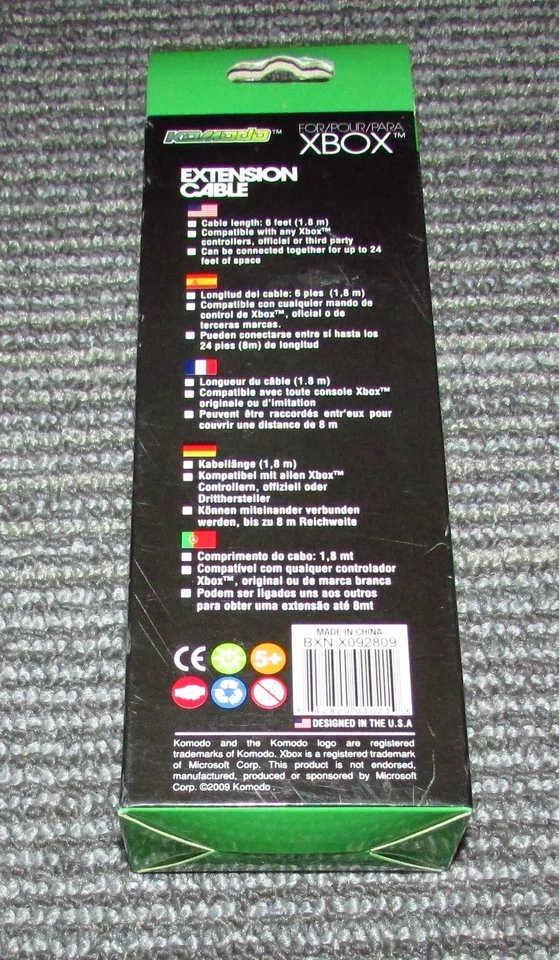 Komodo™
FOR/POUR/PARA
XBOX™
EXTENSION
CABLE
Cable length: 6 feet (1.8 m)
Compatible with any Xbox™
controllers, official or third party
Can be connected together for up to 24
feet of space
Longitud del cable: 6 pies (1,8 m)
Compatible con cualquier mando de
control de Xbox™, oficial o de
terceras marcas.
Pueden conectarse entre sí hasta los
24 pies (8m) de longitud
Longueur du câble (1.8 m)
Compatible avec toute console Xbox™
originale ou d'imitation
Peuvent être raccordés entr'eux pour
couvrir une distance de 8 m
Kabellänge (1,8 m)
Kompatibel mit allen Xbox™
Controllern, offiziell oder
Dritthersteller
Können miteinander verbunden
werden, bis zu 8 m Reichweite
Comprimento do cabo: 1,8 mt
Compatível com qualquer controlador
Xbox™, original ou de marca branca
Podem ser ligados uns aos outros
para obter uma extensão até 8mt
MADE IN CHINA
BXN X092809
CE
5+
DESIGNED IN THE U.S.A
Komodo and the Komodo logo are registered
trademarks of Komodo. Xbox is a registered trademark
of Microsoft Corp. This product is not endorsed,
manufactured, produced or sponsored by Microsoft
Corp. ©2009 Komodo.